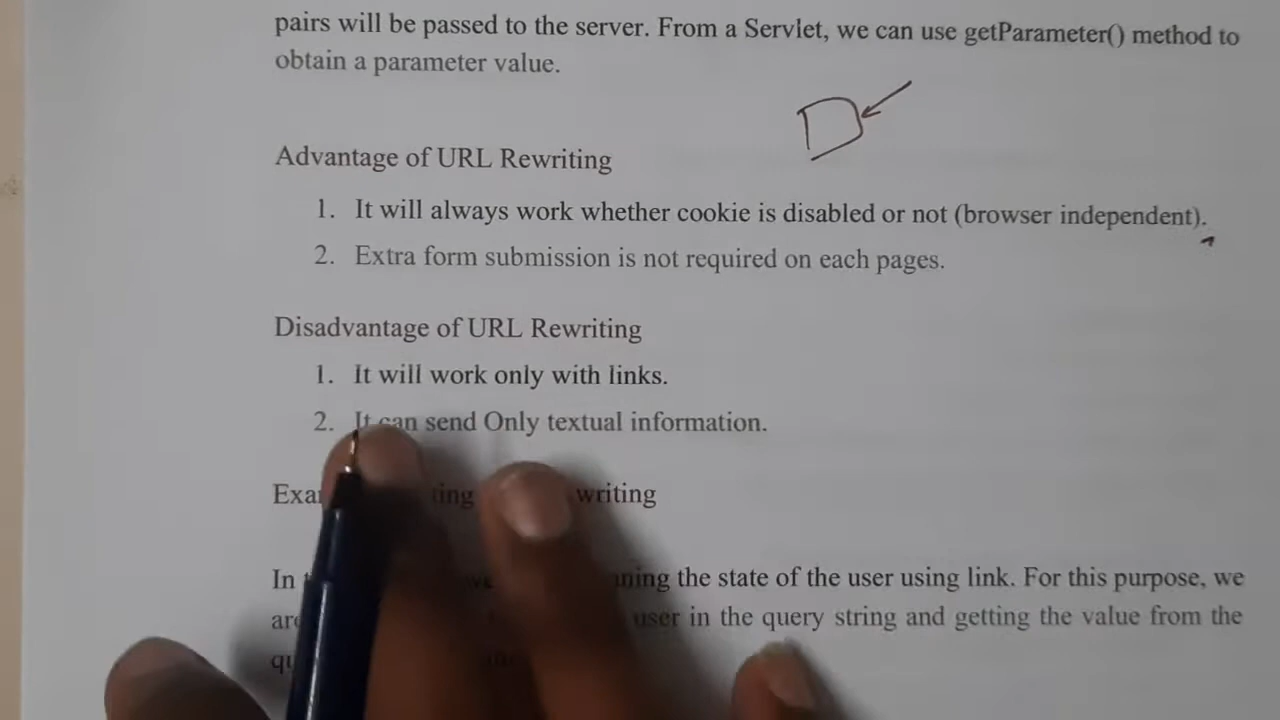 pairs will be passed to the server. From a Servlet, we can use getParameter() method to
obtain a parameter value.
Advantage of URL Rewriting
1. It will always work whether cookie is disabled or not (browser independent).
2. Extra form submission is not required on each pages.
Disadvantage of URL Rewriting
1. It will work only with links.
2. It can send Only textual information.
writing
In the state of the user using link. For this purpose, we
user in the query string and getting the value from the